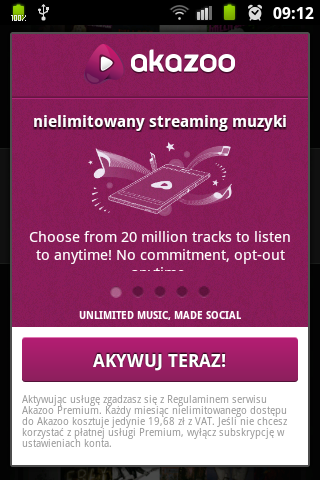 100%
09:12
akazoo
nielimitowany streaming muzyki
Choose from 20 million tracks to listen
to anytime! No commitment, opt-out
anytime
UNLIMITED MUSIC, MADE SOCIAL
AKYWUJ TERAZ!
Aktywując usługę zgadzasz się z Regulaminem serwisu
Akazoo Premium. Każdy miesiąc nielimitowanego dostępu
do Akazoo kosztuje jedynie 19,68 zł z VAT. Jeśli nie chcesz
korzystać z płatnej usługi Premium, wyłącz subskrypcję w
ustawieniach konta.